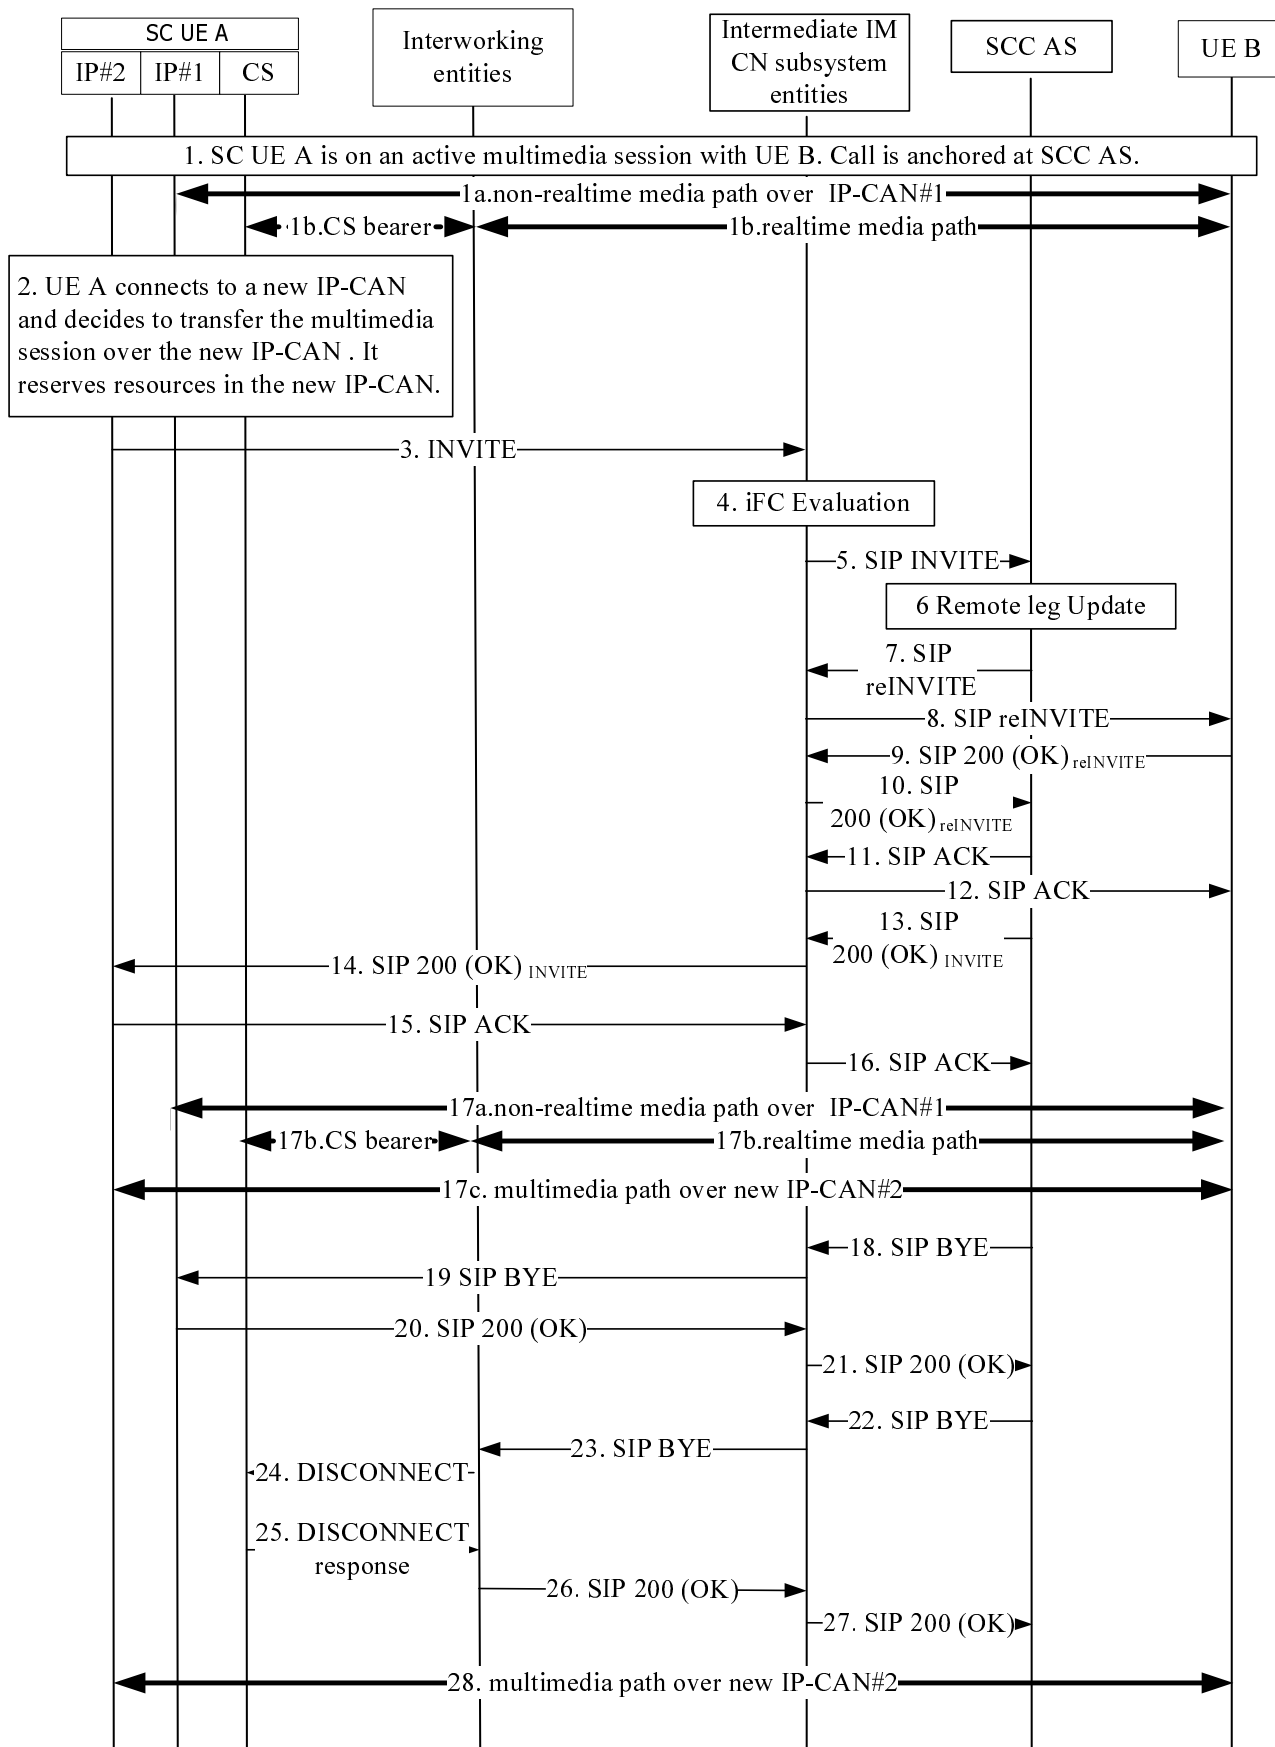 SC UE A
IP#2 IP#1 CS
Interworking
entities
Intermediate IM
CN subsystem
entities
SCC AS
UE B
1. SC UE A is on an active multimedia session with UE B. Call is anchored at SCC AS.
1a.non-realtime media path over IP-CAN#1
1b.CS bearer 1b.realtime media path
2. UE A connects to a new IP-CAN
and decides to transfer the multimedia
session over the new IP-CAN . It
reserves resources in the new IP-CAN.
3. INVITE
4. iFC Evaluation
5. SIP INVITE
6 Remote leg Update
7. SIP
reINVITE
8. SIP reINVITE
9. SIP 200 (OK) reINVITE
10. SIP
200 (OK) reINVITE
11. SIP ACK
12. SIP ACK
13. SIP
200 (OK) INVITE
14. SIP 200 (OK) INVITE
15. SIP ACK
16. SIP ACK
17a.non-realtime media path over IP-CAN#1
17b.CS bearer 17b.realtime media path
17c. multimedia path over new IP-CAN#2
18. SIP BYE
19 SIP BYE
20. SIP 200 (OK)
21. SIP 200 (OK)
22. SIP BYE
23. SIP BYE
24. DISCONNECT
25. DISCONNECT
response
26. SIP 200 (OK)
27. SIP 200 (OK)
28. multimedia path over new IP-CAN#2